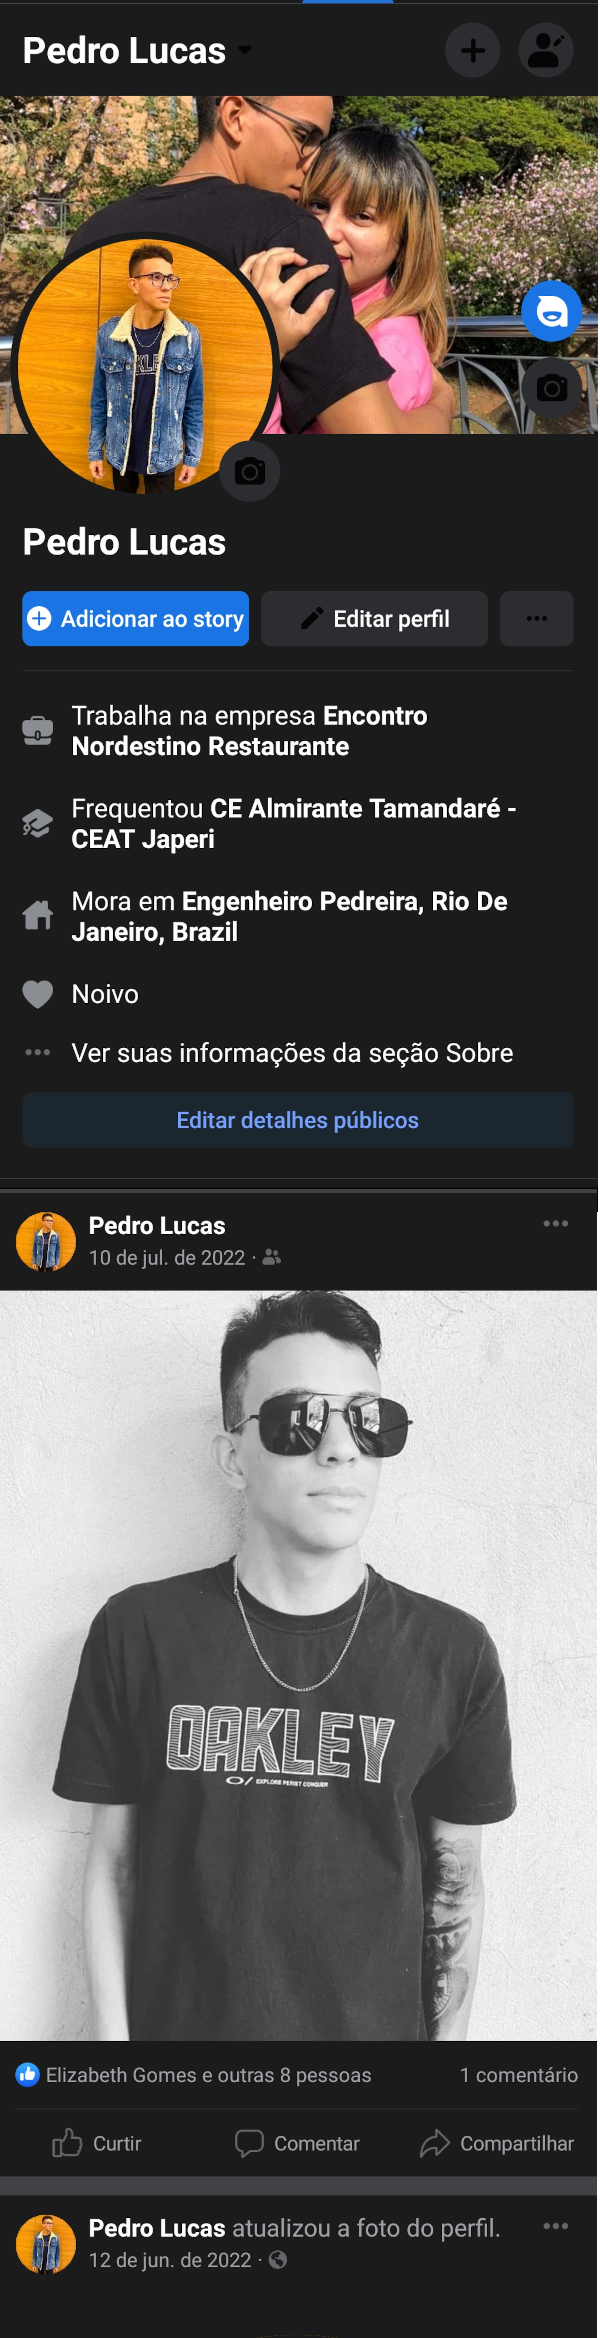 Pedro Lucas
KLE
Pedro Lucas
Adicionar ao story
Editar perfil
Trabalha na empresa Encontro
Nordestino Restaurante
Frequentou CE Almirante Tamandaré -
CEAT Japeri
Mora em Engenheiro Pedreira, Rio De
Janeiro, Brazil
Noivo
Ver suas informações da seção Sobre
Editar detalhes públicos
Pedro Lucas
10 de jul. de 2022 ·
OAKLEY
O/ EXPLORE PERIST CONQUER
Elizabeth Gomes e outras 8 pessoas
1 comentário
Curtir
Comentar
Compartilhar
Pedro Lucas atualizou a foto do perfil.
12 de jun. de 2022 ·